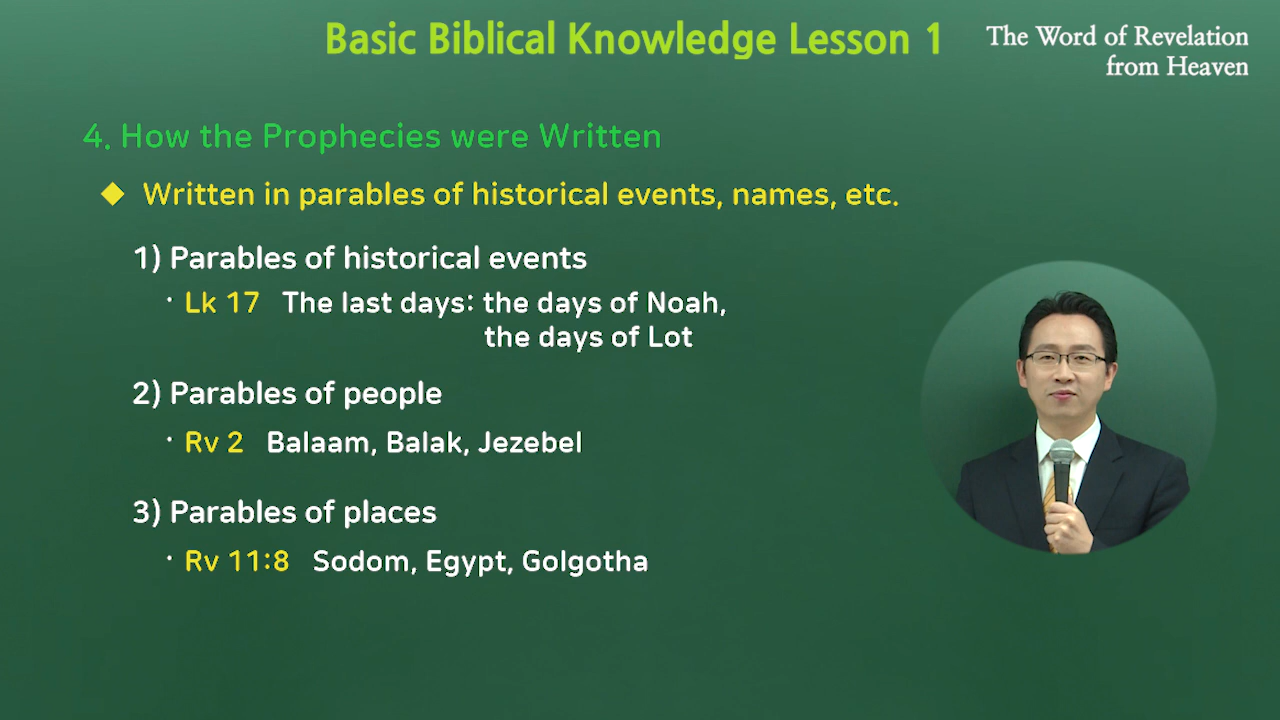 Basic Biblical Knowledge Lesson 1
The Word of Revelation
from Heaven
4. How the Prophecies were Written
◆ Written in parables of historical events, names, etc.
1) Parables of historical events
· Lk 17 The last days: the days of Noah,
the days of Lot
2) Parables of people
· Rv 2 Balaam, Balak, Jezebel
3) Parables of places
· Rv 11:8 Sodom, Egypt, Golgotha